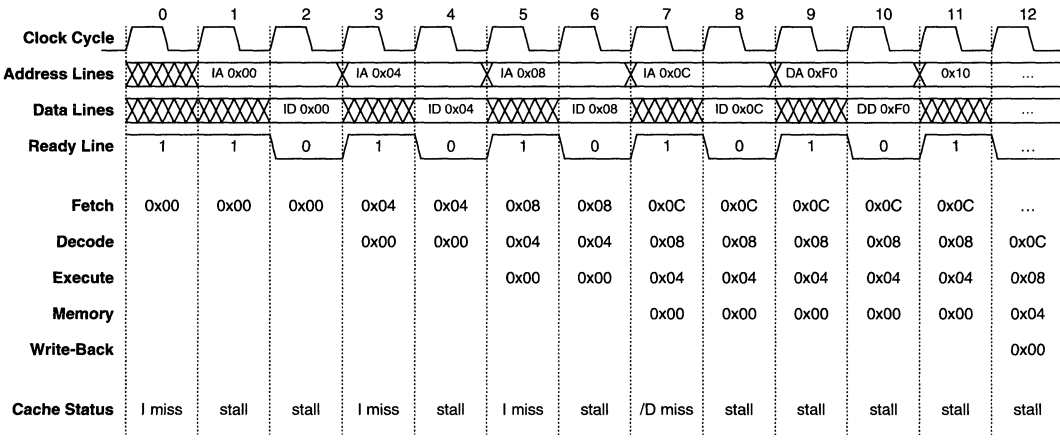 0 1 2 3 4 5 6 7 8 9 10 11 12
Clock Cycle
Address Lines IA 0x00 IA 0x04 IA 0x08 IA 0x0C DA 0xF0 0x10 ...
Data Lines ID 0x00 ID 0x04 ID 0x08 ID 0x0C DD 0xF0 ...
Ready Line 1 1 0 1 0 1 0 1 0 1 0 1 ...
Fetch 0x00 0x00 0x00 0x04 0x04 0x08 0x08 0x0C 0x0C 0x0C 0x0C 0x0C ...
Decode 0x00 0x00 0x04 0x04 0x08 0x08 0x08 0x08 0x08 0x0C
Execute 0x00 0x00 0x04 0x04 0x04 0x04 0x04 0x08
Memory 0x00 0x00 0x00 0x00 0x00 0x04
Write-Back 0x00
Cache Status I miss stall stall I miss stall I miss stall /D miss stall stall stall stall stall